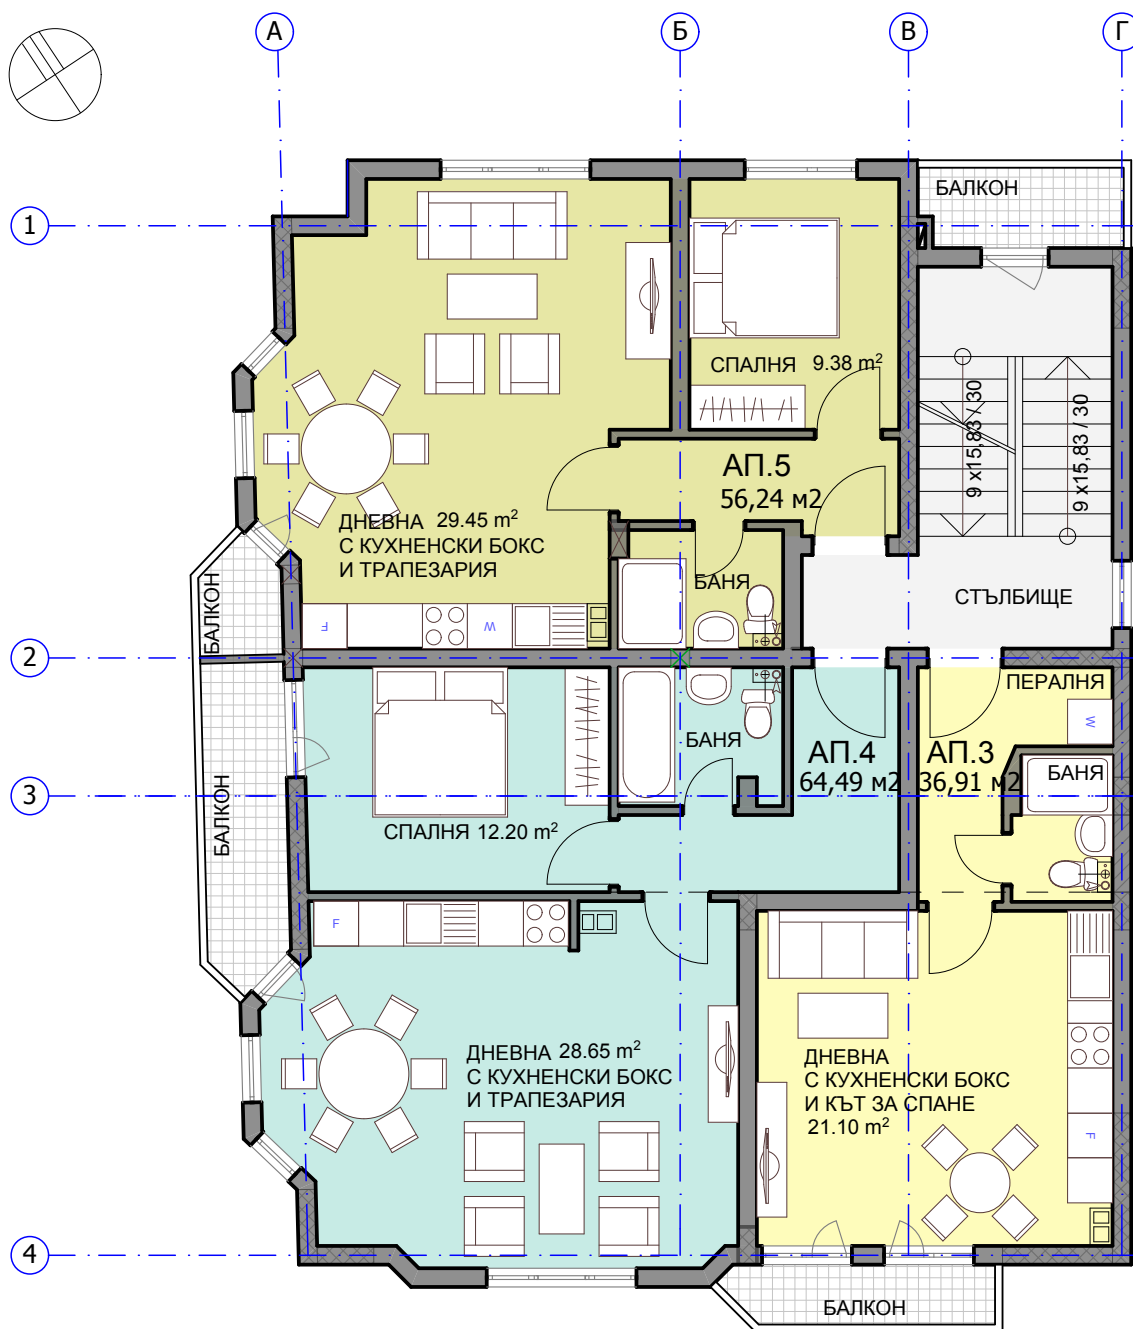 А
Б
В
Г
БАЛКОН
1
СПАЛНЯ 9.38 m²
9 x15,83 / 30
9 x15,83 / 30
АП.5
56,24 м2
ДНЕВНА 29.45 m²
С КУХНЕНСКИ БОКС
И ТРАПЕЗАРИЯ
БАНЯ
СТЪЛБИЩЕ
БАЛКОН
F
W
2
ПЕРАЛНЯ
W
БАНЯ
АП.4
64,49 м2
АП.3
36,91 м2
БАНЯ
3
БАЛКОН
СПАЛНЯ 12.20 m²
F
ДНЕВНА 28.65 m²
С КУХНЕНСКИ БОКС
И ТРАПЕЗАРИЯ
ДНЕВНА
С КУХНЕНСКИ БОКС
И КЪТ ЗА СПАНЕ
21.10 m²
F
4
БАЛКОН